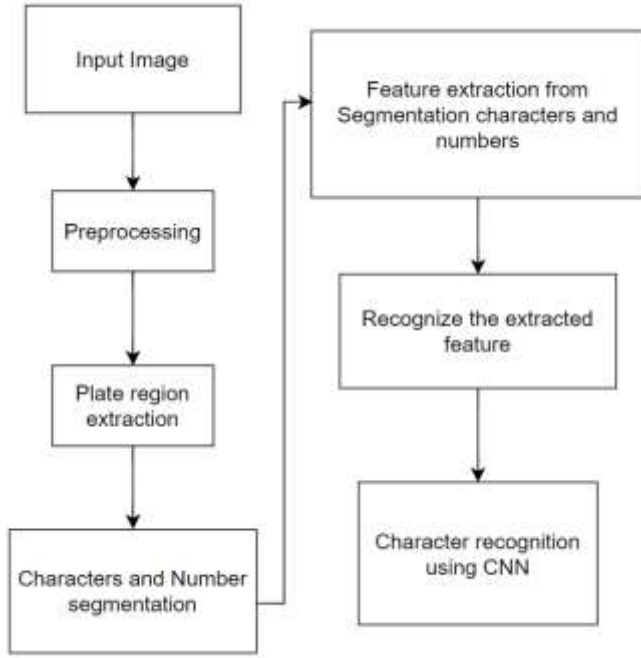 Input Image
Preprocessing
Plate region
extraction
Characters and Number
segmentation
Feature extraction from
Segmentation characters and
numbers
Recognize the extracted
feature
Character recognition
using CNN